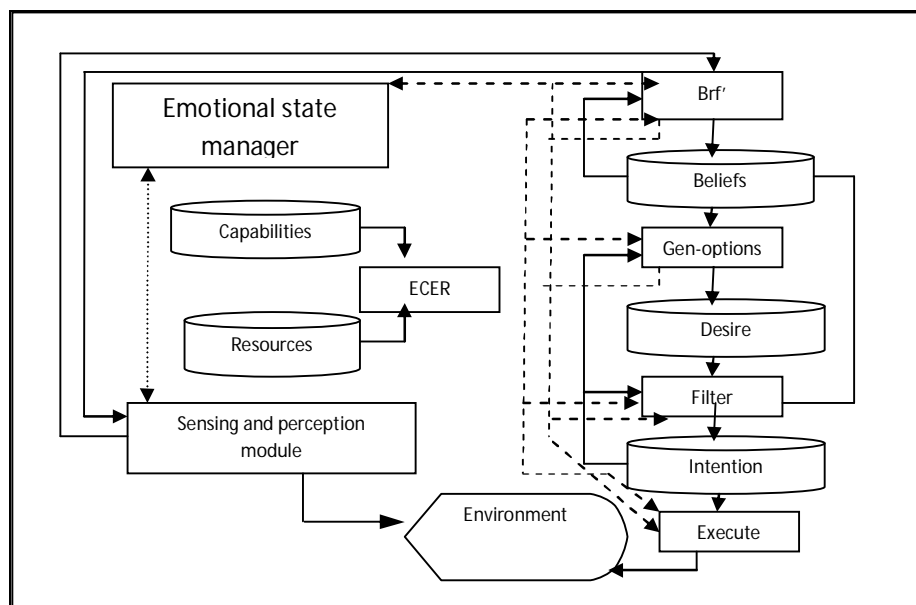 Brf'
Emotional state
manager
Beliefs
Capabilities
Gen-options
ECER
Desire
Resources
Filter
Sensing and perception
module
Intention
Environment
Execute